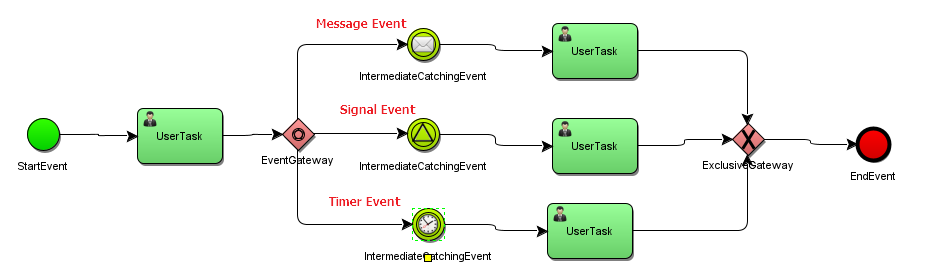 Message Event
UserTask
IntermediateCatchingEvent
Signal Event
UserTask
StartEvent
EventGateway
IntermediateCatchingEvent
UserTask
ExclusiveGateway
EndEvent
Timer Event
UserTask
IntermediateCatchingEvent